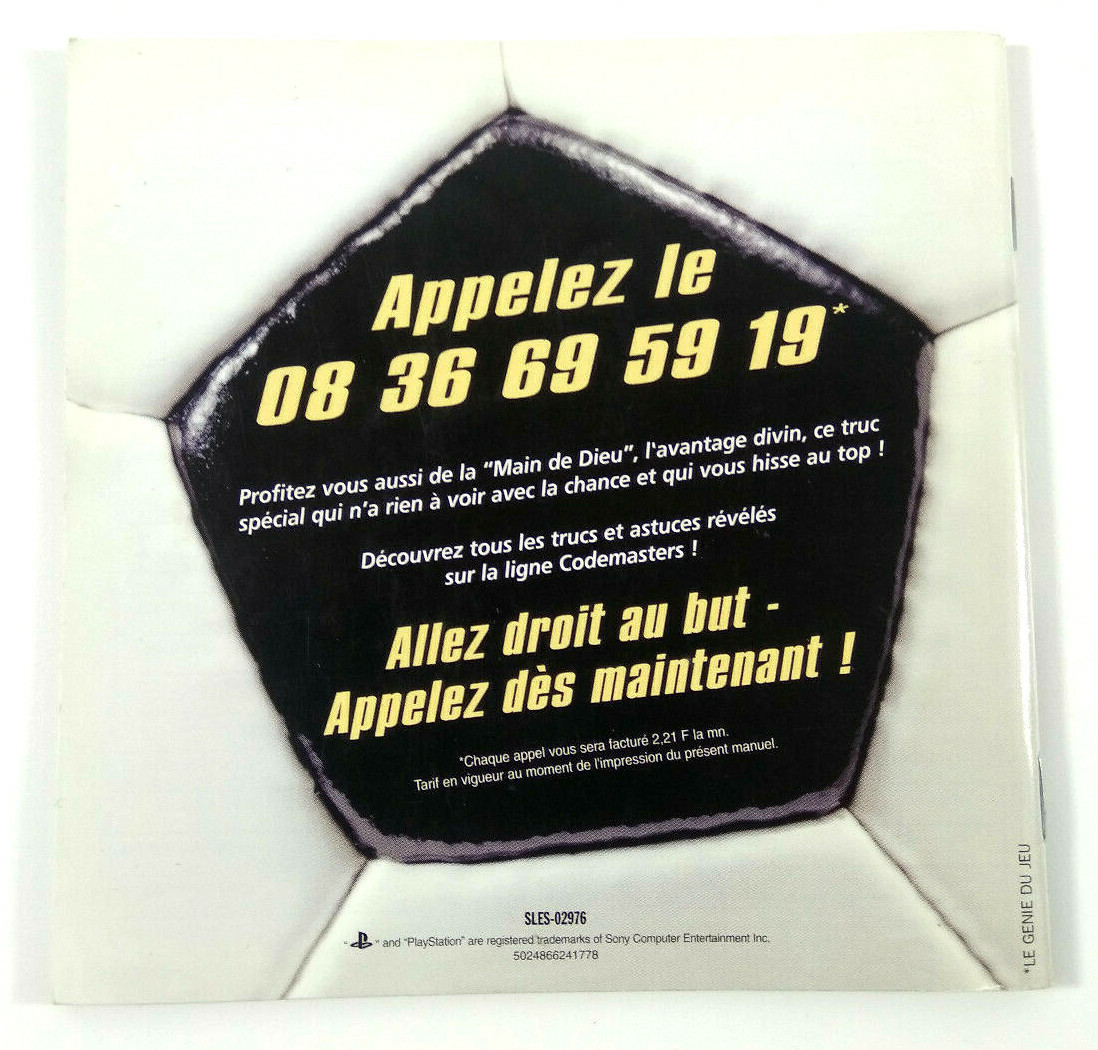 Appelez le
08 36 69 59 19*
Profitez vous aussi de la "Main de Dieu", l'avantage divin, ce truc
spécial qui n'a rien à voir avec la chance et qui vous hisse au top !
Découvrez tous les trucs et astuces révélés
sur la ligne Codemasters !
Allez droit au but -
Appelez dès maintenant !
*Chaque appel vous sera facturé 2,21 F la mn.
Tarif en vigueur au moment de l'impression du présent manuel.
SLES-02976
" " and "PlayStation" are registered trademarks of Sony Computer Entertainment Inc.
5024866241778
*LE GENIE DU JEU